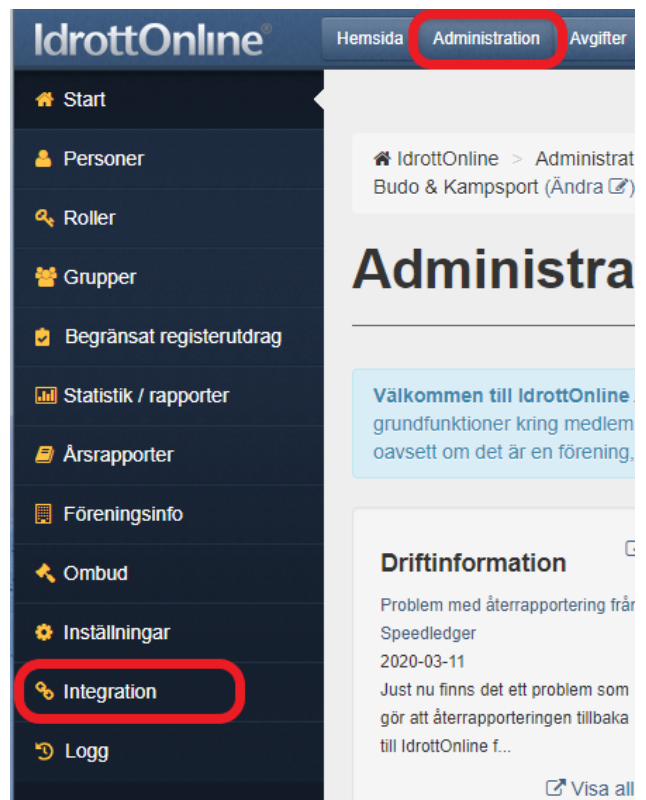 IdrottOnline®
Hemsida Administration Avgifter
Start
Personer
Roller
Grupper
Begränsat registerutdrag
Statistik / rapporter
Årsrapporter
Föreningsinfo
Ombud
Inställningar
Integration
Logg
IdrottOnline > Administrat
Budo & Kampsport (Ändra)
Administra
Välkommen till IdrottOnline
grundfunktioner kring medlem
oavsett om det är en förening,
Driftinformation
Problem med återrapportering från
Speedledger
2020-03-11
Just nu finns det ett problem som
gör att återrapporteringen tillbaka
till IdrottOnline f...
Visa all